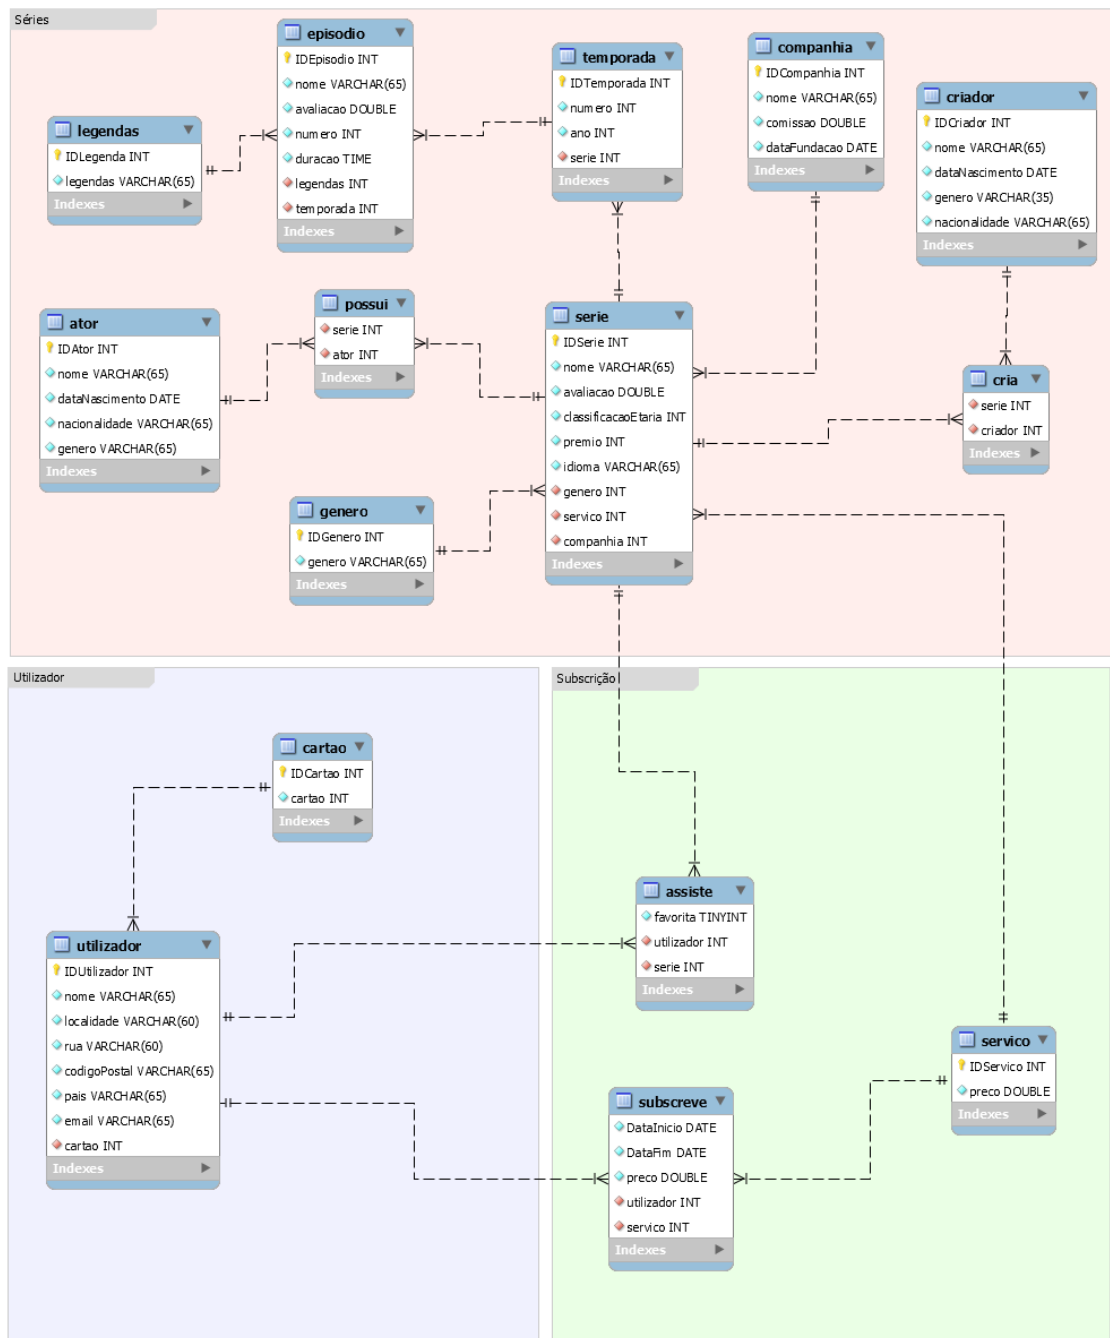 Séries
episodio
IDEpisodio INT
nome VARCHAR(65)
avaliacao DOUBLE
numero INT
duracao TIME
legendas INT
temporada INT
Indexes
temporada
IDTemporada INT
numero INT
ano INT
serie INT
Indexes
companhia
IDCompanhia INT
nome VARCHAR(65)
comissao DOUBLE
dataFundacao DATE
Indexes
criador
IDCriador INT
nome VARCHAR(65)
dataNascimento DATE
genero VARCHAR(35)
nacionalidade VARCHAR(65)
Indexes
legendas
IDLegenda INT
legendas VARCHAR(65)
Indexes
ator
IDAtor INT
nome VARCHAR(65)
dataNascimento DATE
nacionalidade VARCHAR(65)
genero VARCHAR(65)
Indexes
possui
serie INT
ator INT
Indexes
serie
IDSerie INT
nome VARCHAR(65)
avaliacao DOUBLE
classificacaoEtaria INT
premio INT
idioma VARCHAR(65)
genero INT
servico INT
companhia INT
Indexes
cria
serie INT
criador INT
Indexes
genero
IDGenero INT
genero VARCHAR(65)
Indexes
Utilizador
cartao
IDCartao INT
cartao INT
Indexes
utilizador
IDUtilizador INT
nome VARCHAR(65)
localidade VARCHAR(60)
rua VARCHAR(60)
codigoPostal VARCHAR(65)
pais VARCHAR(65)
email VARCHAR(65)
cartao INT
Indexes
Subscrição
assiste
favorita TINYINT
utilizador INT
serie INT
Indexes
servico
IDServico INT
preco DOUBLE
Indexes
subscreve
DataInicio DATE
DataFim DATE
preco DOUBLE
utilizador INT
servico INT
Indexes